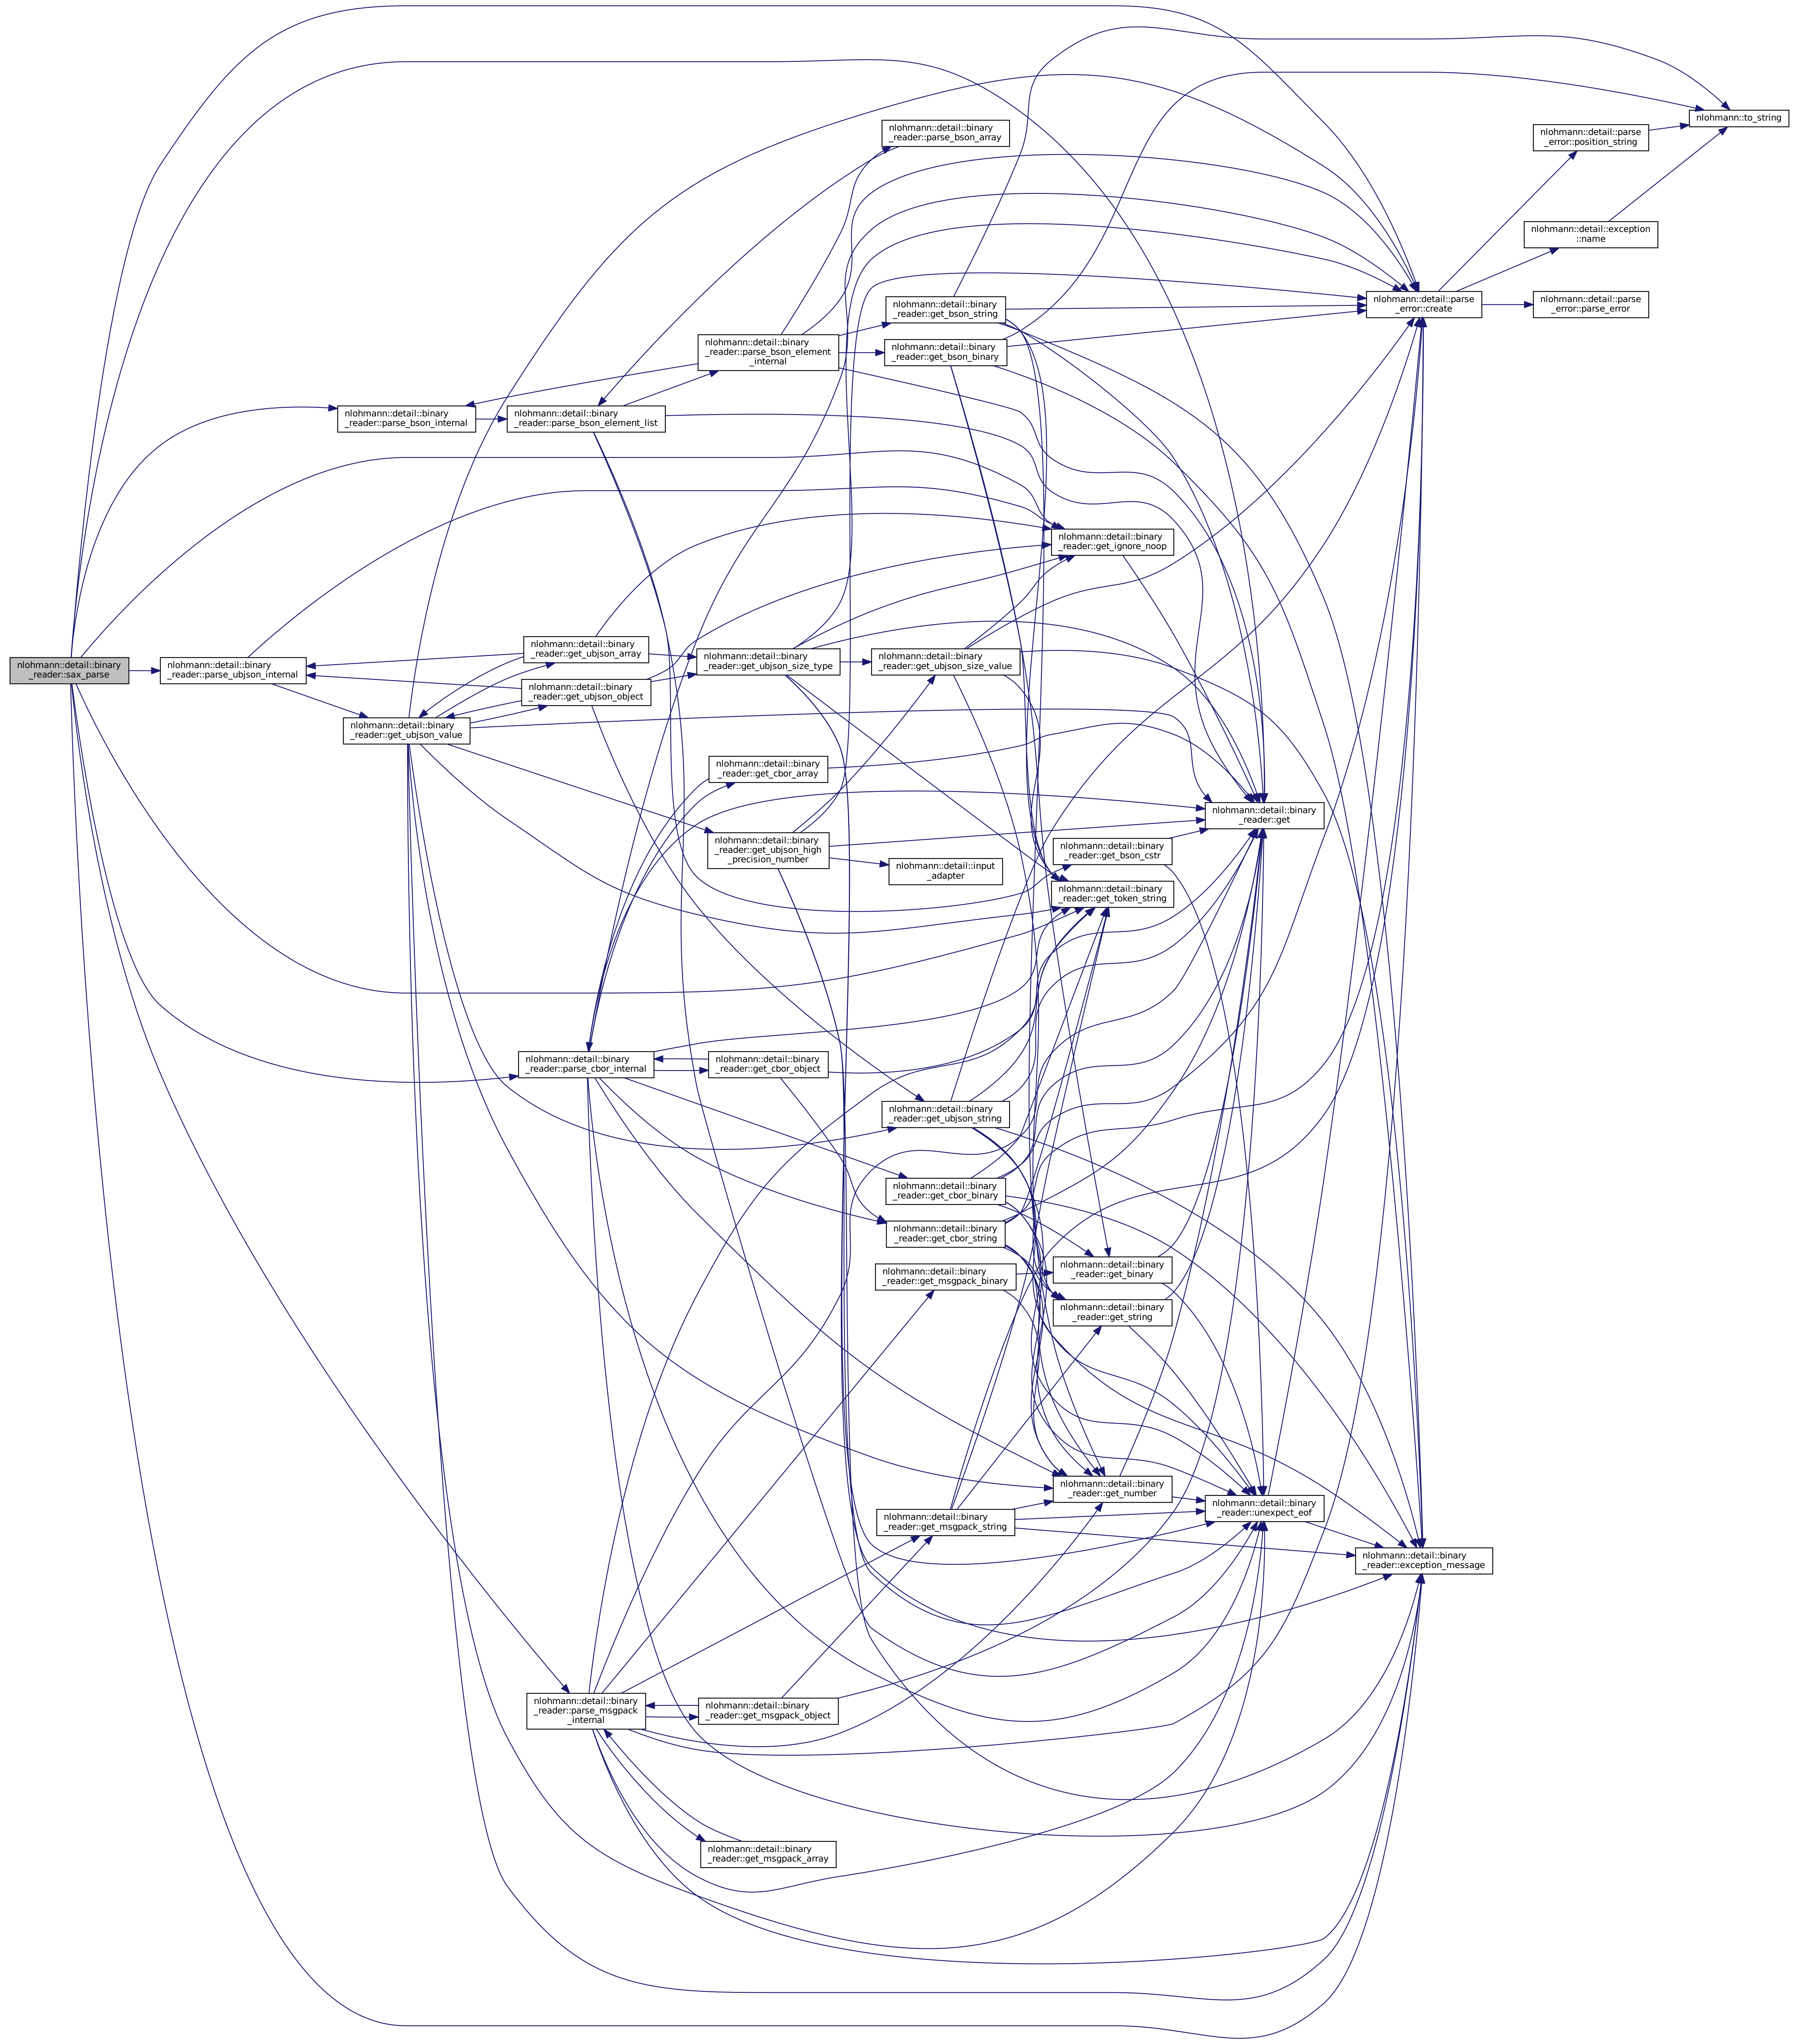 nlohmann::detail::binary
_reader::sax_parse
nlohmann::detail::binary
_reader::parse_ubjson_internal
nlohmann::detail::binary
_reader::parse_bson_internal
nlohmann::detail::binary
_reader::get_ubjson_value
nlohmann::detail::binary
_reader::parse_bson_element_list
nlohmann::detail::binary
_reader::get_ubjson_array
nlohmann::detail::binary
_reader::get_ubjson_object
nlohmann::detail::binary
_reader::parse_cbor_internal
nlohmann::detail::binary
_reader::parse_msgpack
_internal
nlohmann::detail::binary
_reader::parse_bson_element
_internal
nlohmann::detail::binary
_reader::get_ubjson_size_type
nlohmann::detail::binary
_reader::get_cbor_array
nlohmann::detail::binary
_reader::get_ubjson_high
_precision_number
nlohmann::detail::binary
_reader::get_cbor_object
nlohmann::detail::binary
_reader::get_msgpack_object
nlohmann::detail::binary
_reader::get_msgpack_array
nlohmann::detail::binary
_reader::parse_bson_array
nlohmann::detail::binary
_reader::get_bson_string
nlohmann::detail::binary
_reader::get_bson_binary
nlohmann::detail::binary
_reader::get_ubjson_size_value
nlohmann::detail::input
_adapter
nlohmann::detail::binary
_reader::get_ubjson_string
nlohmann::detail::binary
_reader::get_cbor_binary
nlohmann::detail::binary
_reader::get_cbor_string
nlohmann::detail::binary
_reader::get_msgpack_binary
nlohmann::detail::binary
_reader::get_msgpack_string
nlohmann::detail::binary
_reader::get_ignore_noop
nlohmann::detail::binary
_reader::get_bson_cstr
nlohmann::detail::binary
_reader::get_token_string
nlohmann::detail::binary
_reader::get_binary
nlohmann::detail::binary
_reader::get_string
nlohmann::detail::binary
_reader::get_number
nlohmann::detail::binary
_reader::get
nlohmann::detail::binary
_reader::unexpect_eof
nlohmann::detail::parse
_error::create
nlohmann::detail::binary
_reader::exception_message
nlohmann::detail::parse
_error::position_string
nlohmann::detail::exception
::name
nlohmann::detail::parse
_error::parse_error
nlohmann::to_string